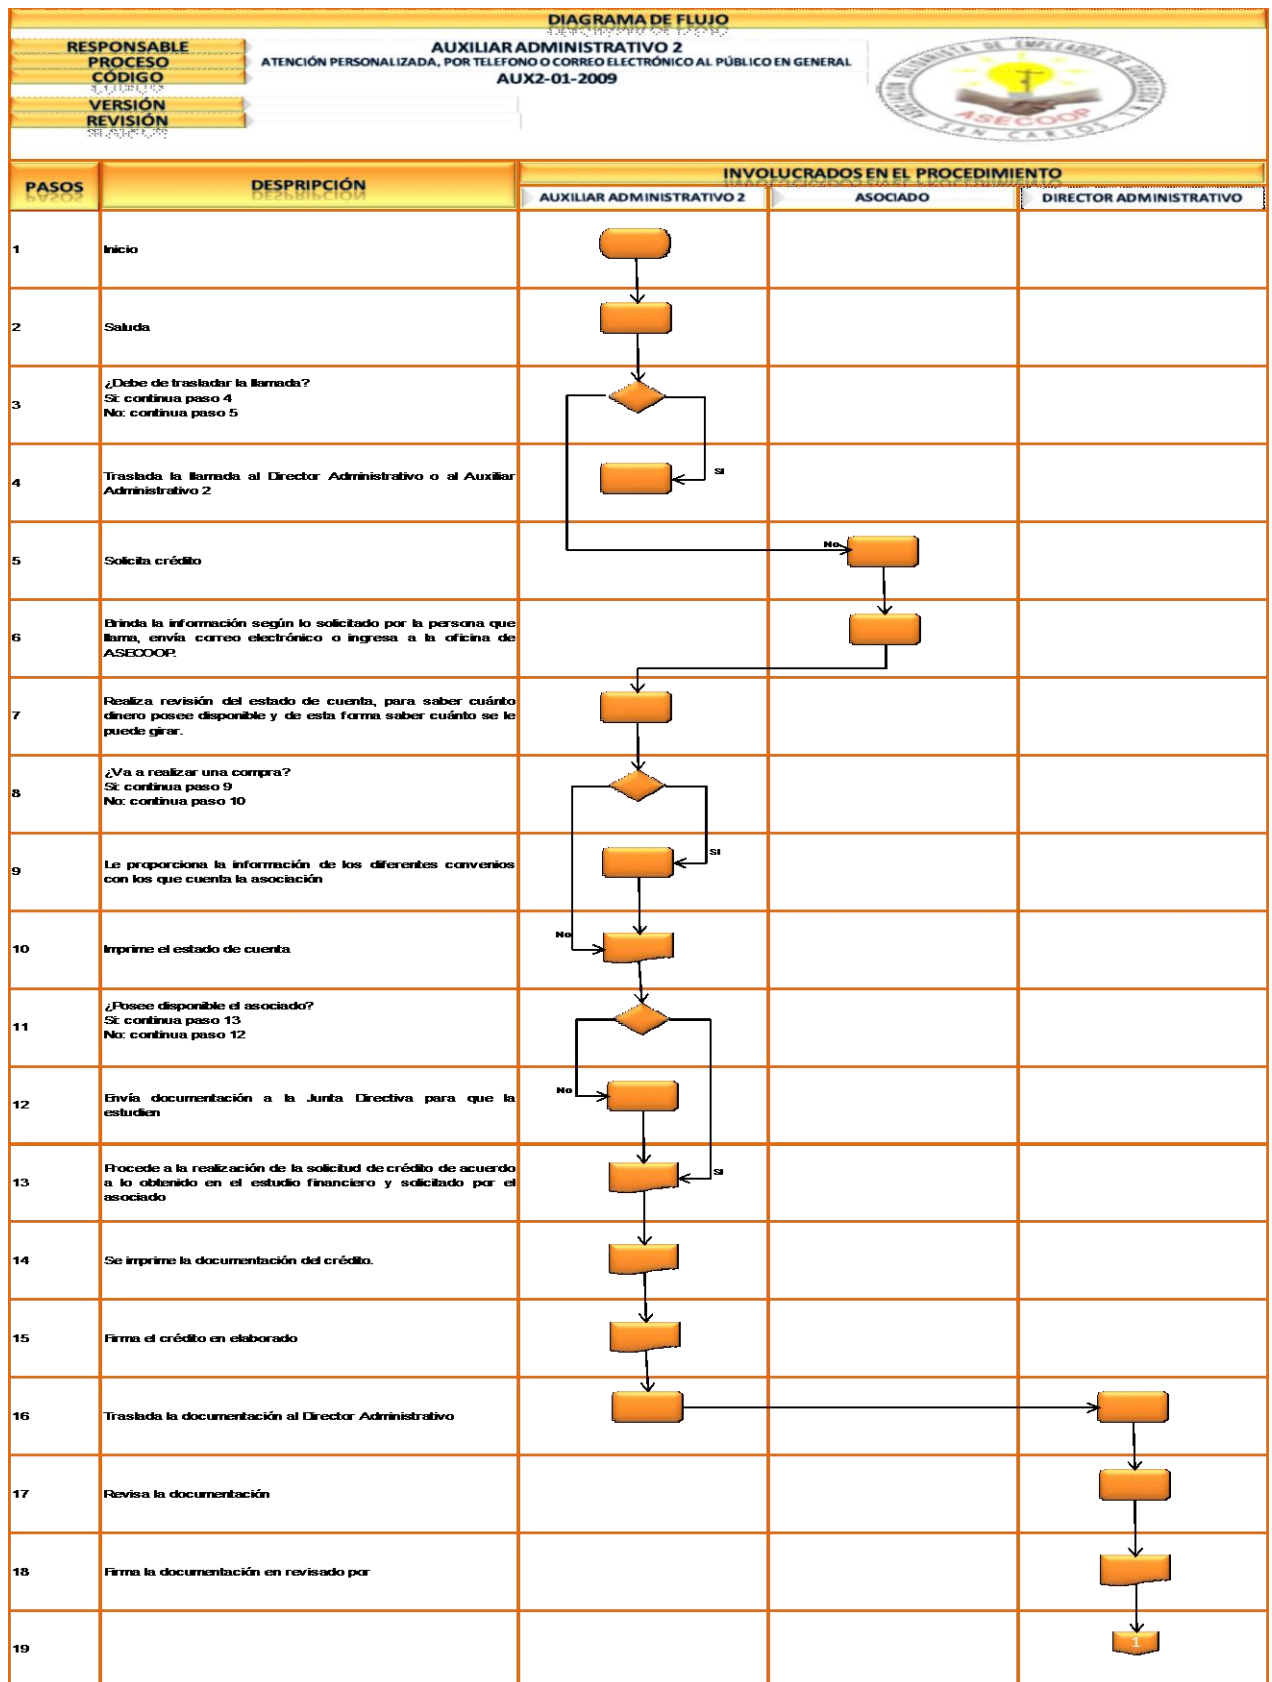 DIAGRAMA DE FLUJO
RESPONSABLE
AUXILIAR ADMINISTRATIVO 2
PROCESO
ATENCIÓN PERSONALIZADA, POR TELEFONO O CORREO ELECTRÓNICO AL PÚBLICO EN GENERAL
CÓDIGO
AUX2-01-2009
VERSIÓN
REVISIÓN
ASOCIACIÓN SOLIDARISTA DE EMPLEADOS DE R.L.
ASECOOP
SAN CARLOS
PASOS
DESPRIPCIÓN
INVOLUCRADOS EN EL PROCEDIMIENTO
AUXILIAR ADMINISTRATIVO 2
ASOCIADO
DIRECTOR ADMINISTRATIVO
1
Inicio
2
Saluda
3
¿Debe de trasladar la llamada?
Si: continua paso 4
No: continua paso 5
4
Traslada la llamada al Director Administrativo o al Auxiliar
Administrativo 2
SI
5
Solicita crédito
No
6
Brinda la información según lo solicitado por la persona que
llama, envía correo electrónico o ingresa a la oficina de
ASECOOP.
7
Realiza revisión del estado de cuenta, para saber cuánto
dinero posee disponible y de esta forma saber cuánto se le
puede girar.
8
¿Va a realizar una compra?
Si: continua paso 9
No: continua paso 10
9
Le proporciona la información de los diferentes convenios
con los que cuenta la asociación
SI
10
Imprime el estado de cuenta
No
11
¿Posee disponible el asociado?
Si: continua paso 13
No: continua paso 12
12
Envía documentación a la Junta Directiva para que la
estudien
No
13
Procede a la realización de la solicitud de crédito de acuerdo
a lo obtenido en el estudio financiero y solicitado por el
asociado
SI
14
Se imprime la documentación del crédito.
15
Firma el crédito en elaborado
16
Traslada la documentación al Director Administrativo
17
Revisa la documentación
18
Firma la documentación en revisado por
19
1